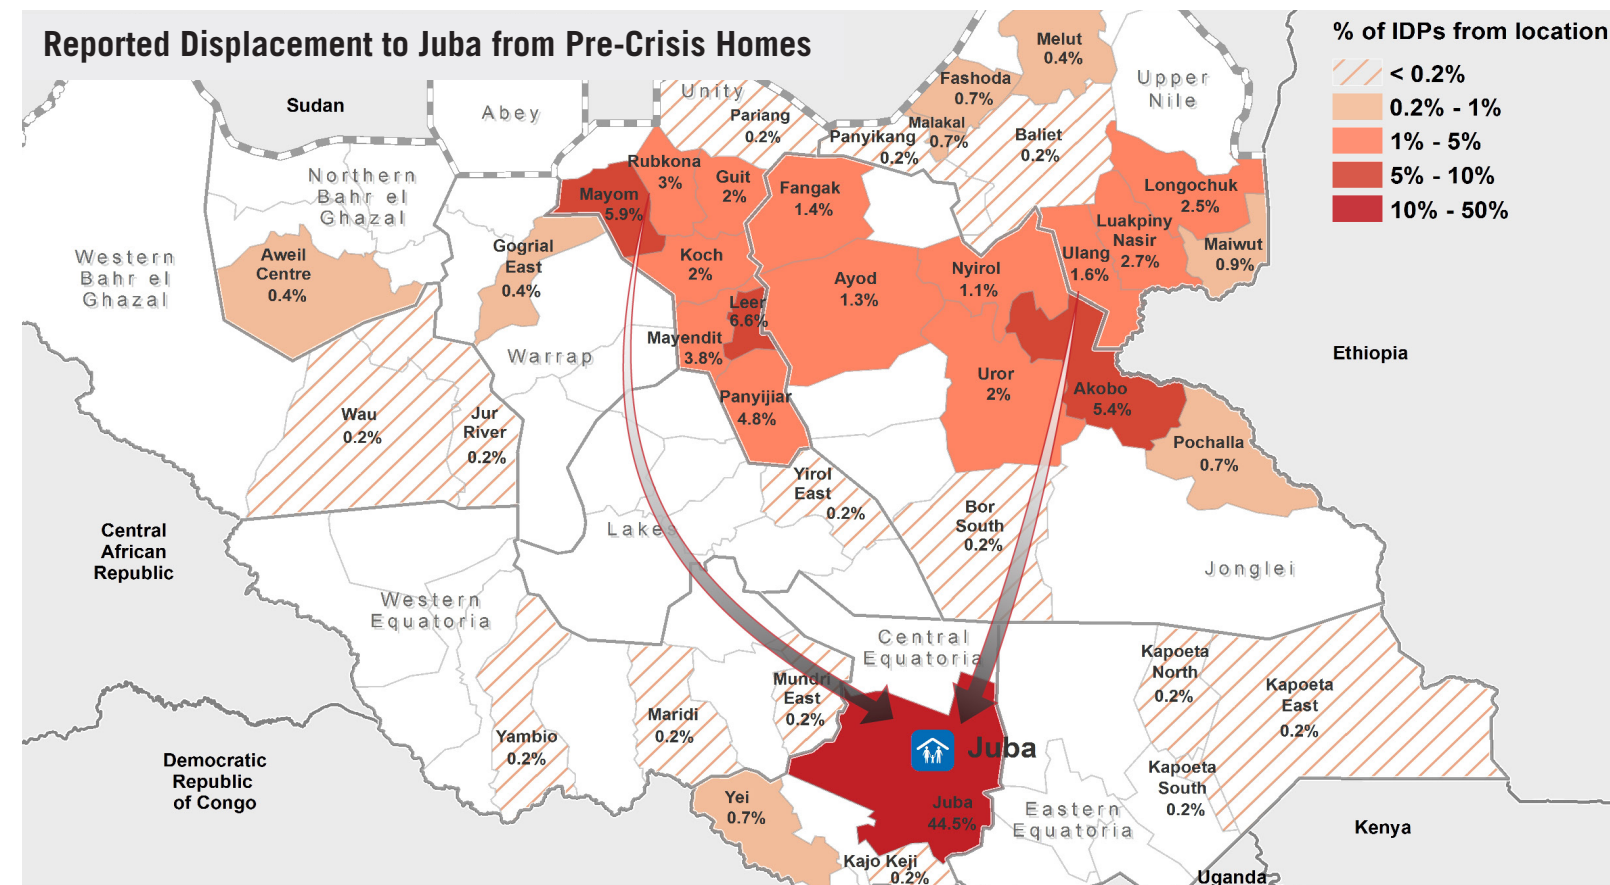 Reported Displacement to Juba from Pre-Crisis Homes
% of IDPs from location
< 0.2%
0.2% - 1%
1% - 5%
5% - 10%
10% - 50%
Melut
0.4%
Fashoda
0.7%
Upper
Nile
Unity
Sudan
Abey
Pariang
0.2%
Malakal
0.7%
Panyikang
0.2%
Baliet
0.2%
Rubkona
3%
Guit
2%
Fangak
1.4%
Northern
Bahr el
Ghazal
Mayom
5.9%
Longochuk
2.5%
Luakpiny
Nasir
2.7%
Maiwut
0.9%
Ulang
1.6%
Western
Bahr el
Ghazal
Aweil
Centre
0.4%
Gogrial
East
0.4%
Koch
2%
Ayod
1.3%
Nyirol
1.1%
Leer
6.6%
Mayendit
3.8%
Warrap
Ethiopia
Uror
2%
Akobo
5.4%
Panyijiar
4.8%
Wau
0.2%
Jur
River
0.2%
Pochalla
0.7%
Yirol
East
0.2%
Bor
South
0.2%
Lakes
Central
African
Republic
Jonglei
Western
Equatoria
Central
Equatoria
Kapoeta
North
0.2%
Kapoeta
East
0.2%
Mundri
East
0.2%
Maridi
0.2%
Yambio
0.2%
Juba
Democratic
Republic
of Congo
Kapoeta
South
0.2%
Yei
0.7%
Juba
44.5%
Eastern
Equatoria
Kenya
Kajo Keji
0.2%
Uganda